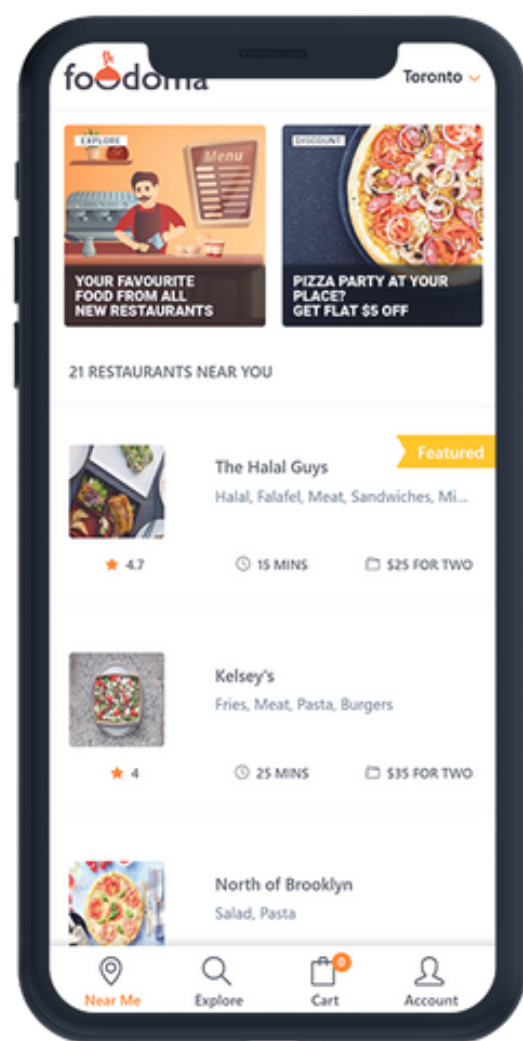 foodoma
Toronto
EXPLORE
Menu
YOUR FAVOURITE
FOOD FROM ALL
NEW RESTAURANTS
DISCOUNT
PIZZA PARTY AT YOUR
PLACE?
GET FLAT $5 OFF
21 RESTAURANTS NEAR YOU
Featured
The Halal Guys
Halal, Falafel, Meat, Sandwiches, Mi...
4.7
15 MINS
$25 FOR TWO
Kelsey's
Fries, Meat, Pasta, Burgers
4
25 MINS
$35 FOR TWO
North of Brooklyn
Salad, Pasta
0
Near Me
Explore
Cart
Account